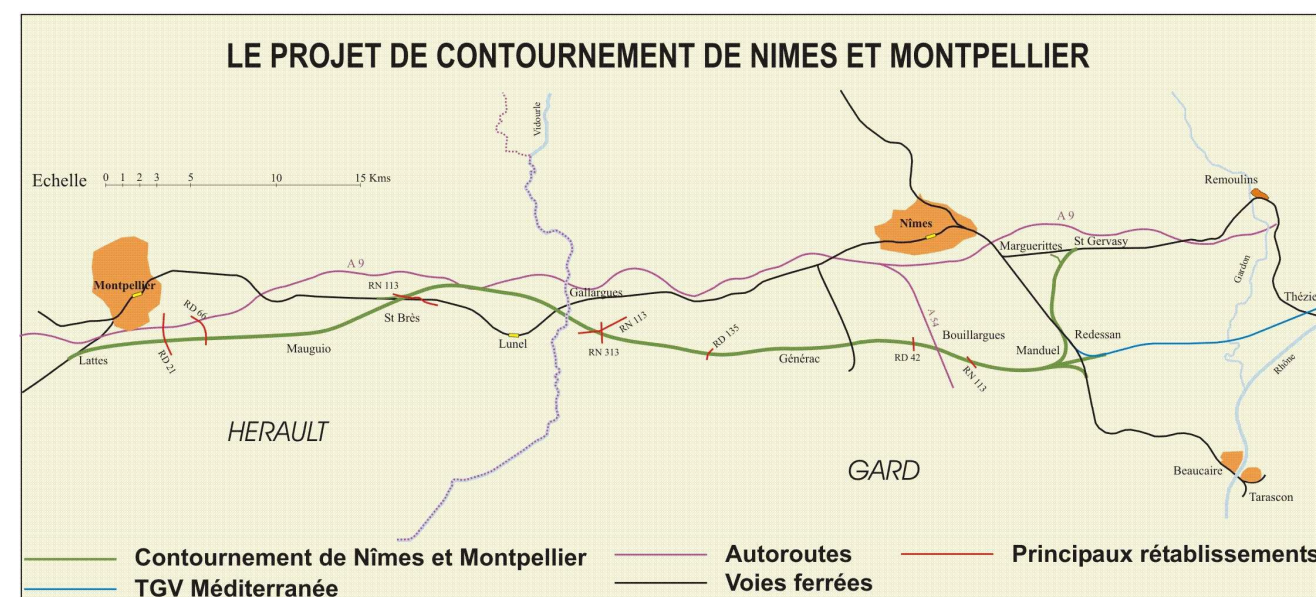 LE PROJET DE CONTOURNEMENT DE NIMES ET MONTPELLIER
Vidourle
Echelle 0 1 2 3 5 10 15 Kms
Remoulins
Nîmes
A 9
Marguerittes
St Gervasy
Gardon
A 9
Montpellier
RN 113
Gallargues
RD 66
St Brès
RN 113
Lunel
RN 313
RD 135
A 54
Bouillargues
Redessan
Manduel
Mauguio
Lattes
RD 21
Générac
RD 42
RN 113
Rhône
HERAULT
GARD
Beaucaire
Tarascon
Contournement de Nîmes et Montpellier
Autoroutes
Principaux rétablissements
TGV Méditerranée
Voies ferrées